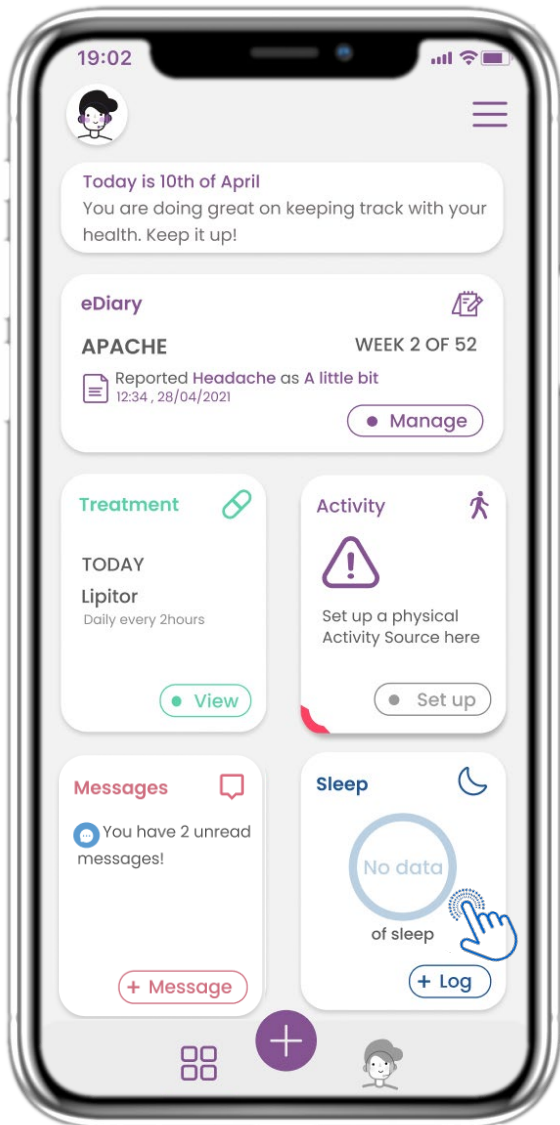 19:02
Today is 10th of April
You are doing great on keeping track with your
health. Keep it up!
eDiary
APACHE
WEEK 2 OF 52
Reported Headache as A little bit
12:34 , 28/04/2021
Manage
Treatment
TODAY
Lipitor
Daily every 2hours
View
Activity
Set up a physical
Activity Source here
Set up
Messages
You have 2 unread
messages!
+ Message
Sleep
No data
of sleep
+ Log